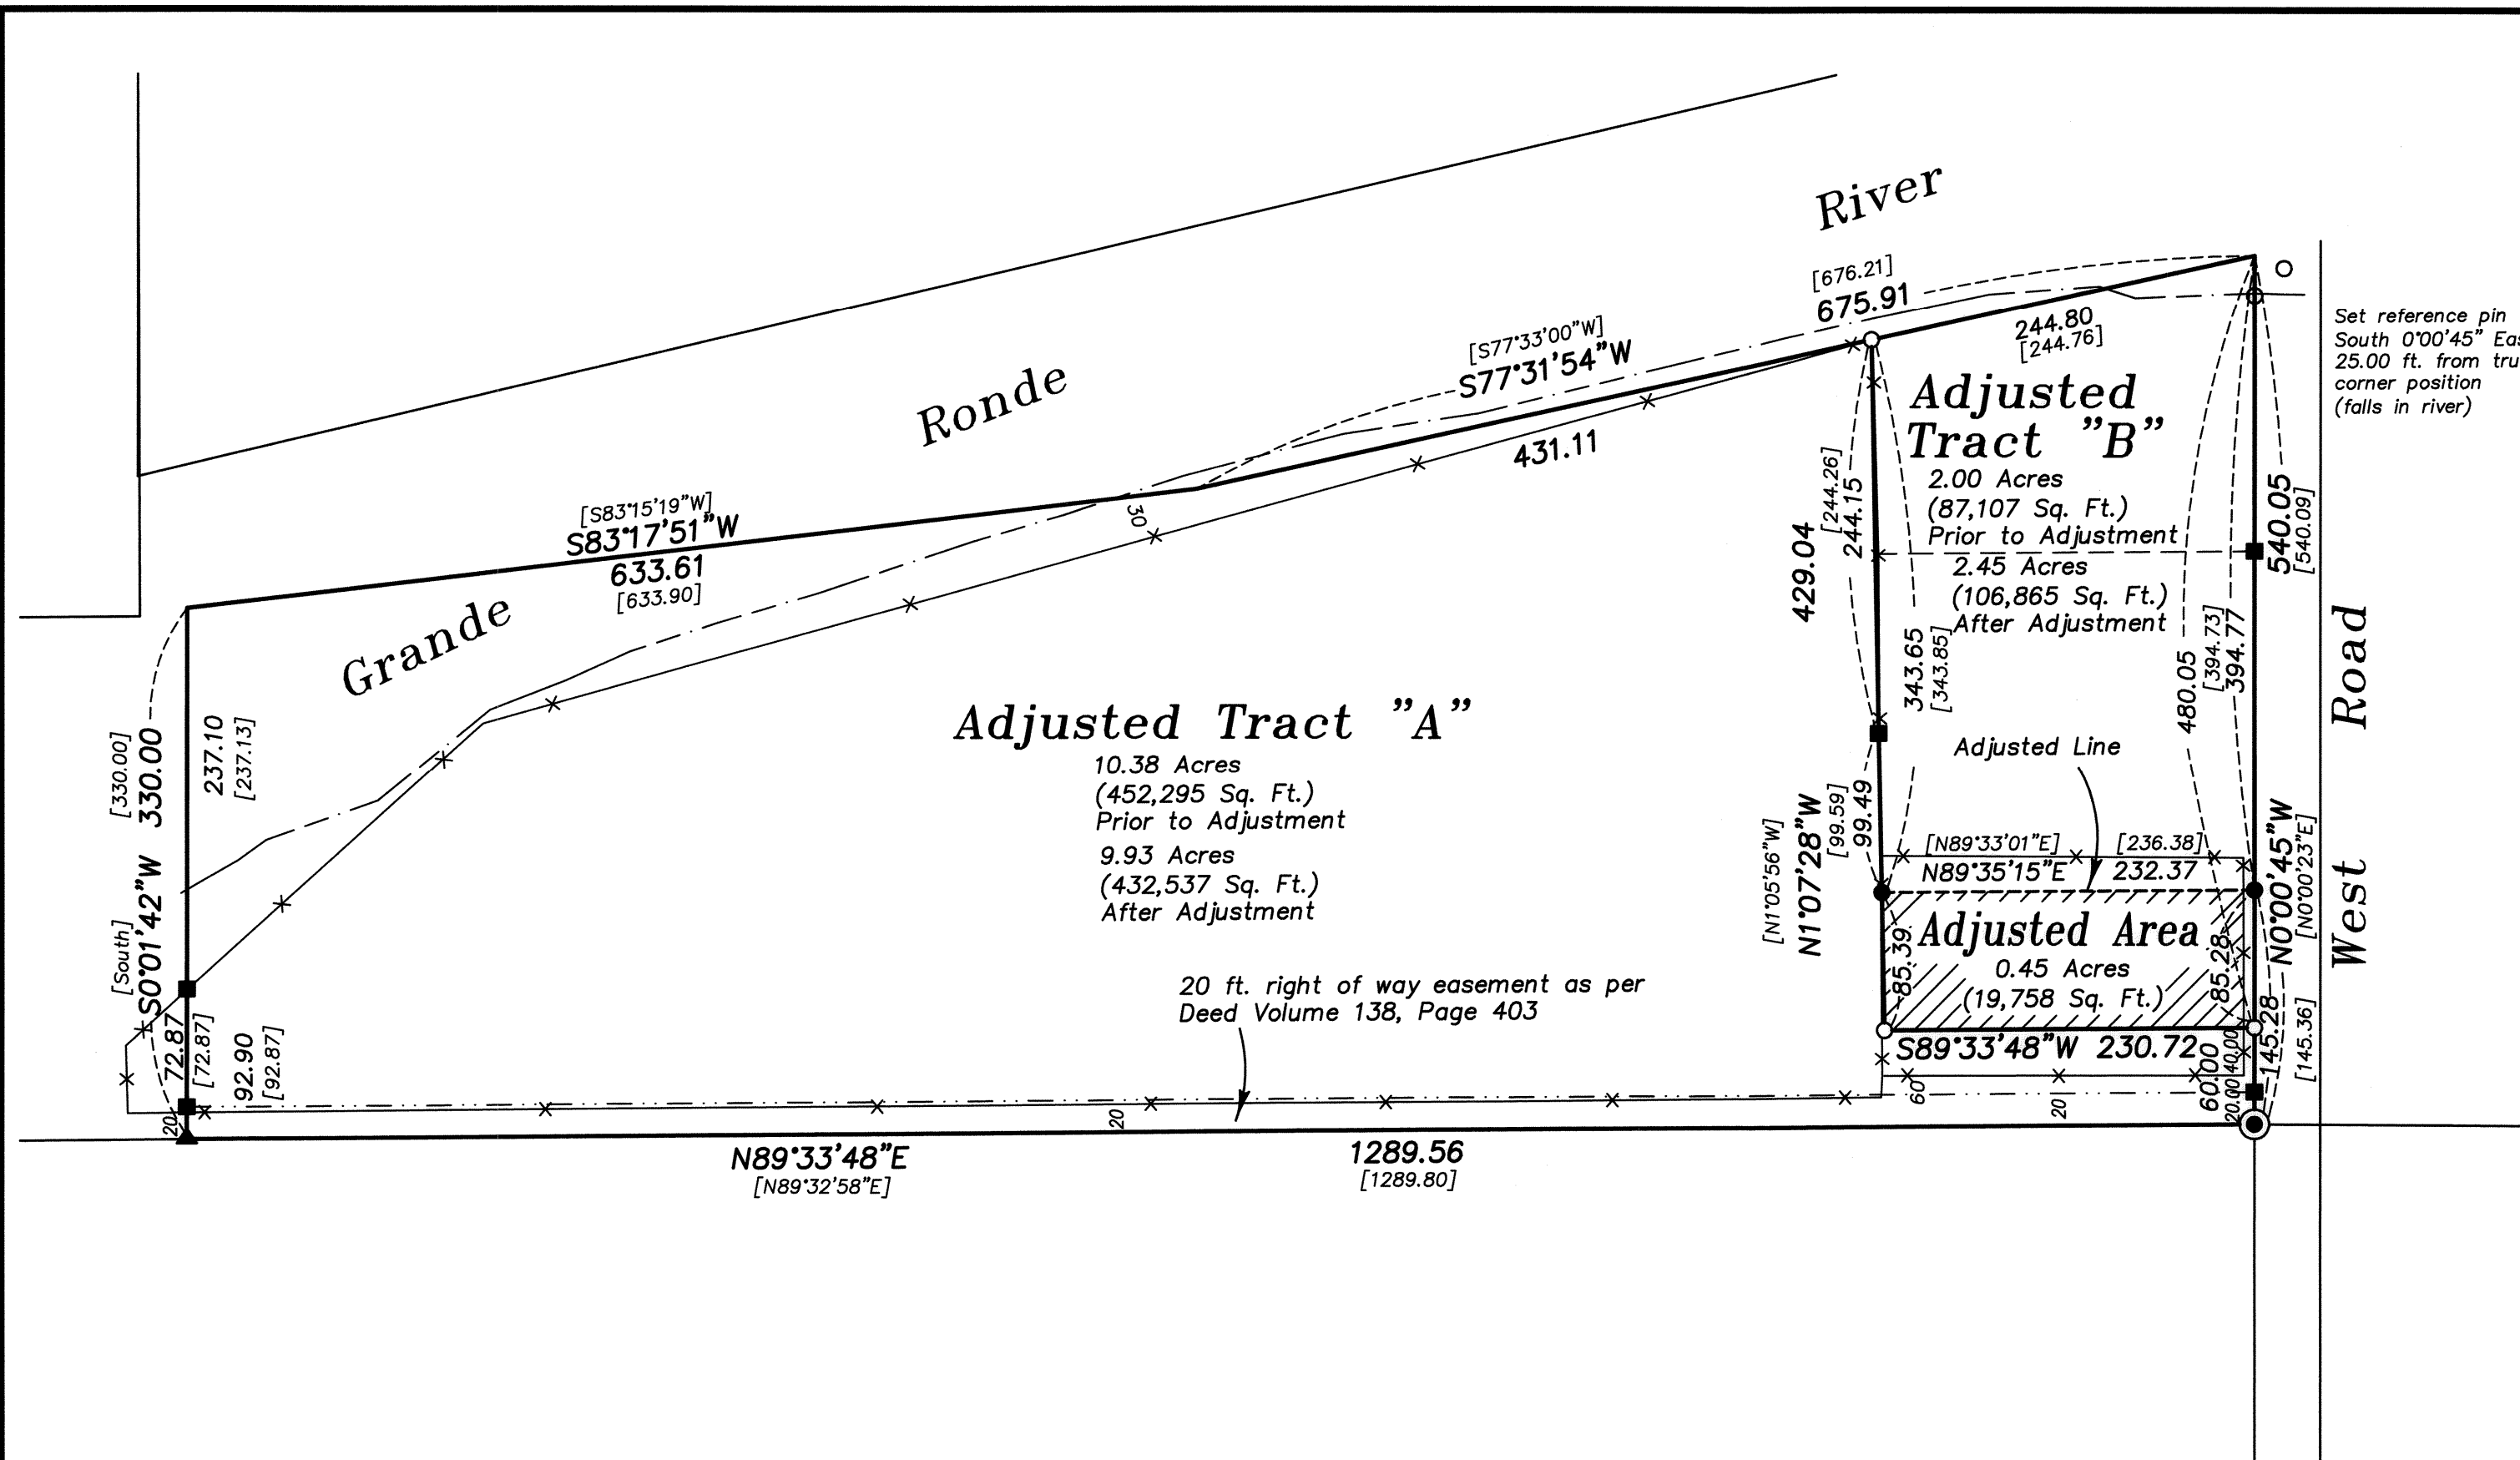 River
[676.21]
675.91
244.80
[244.76]
Set reference pin
South 0°00'45" Eas
25.00 ft. from tru
corner position
(falls in river)
[S77°33'00"W]
S77°31'54"W
431.11
Ronde
Adjusted
Tract "B"
2.00 Acres
(87,107 Sq. Ft.)
Prior to Adjustment
2.45 Acres
(106,865 Sq. Ft.)
After Adjustment
[S83°15'19"W]
S83°17'51"W
633.61
[633.90]
30
Grande
[330.00]
S0°01'42"W 330.00
[South]
237.10
[237.13]
72.87
[72.87]
92.90
[92.87]
20
Adjusted Tract "A"
10.38 Acres
(452,295 Sq. Ft.)
Prior to Adjustment
9.93 Acres
(432,537 Sq. Ft.)
After Adjustment
20 ft. right of way easement as per
Deed Volume 138, Page 403
20
429.04
[244.26]
244.15
343.65
[343.85]
N1°07'28"W
[N1°05'56"W]
[99.59]
99.49
480.05
[394.73]
394.77
540.05
[540.09]
N0°00'45"W
[N0°00'23"E]
Adjusted Line
[N89°33'01"E] [236.38]
N89°35'15"E 232.37
Adjusted Area
0.45 Acres
(19,758 Sq. Ft.)
85.39
85.28
S89°33'48"W 230.72
145.28
[145.36]
60.00
40.00
20.00
60
20
West Road
N89°33'48"E 1289.56
[N89°32'58"E] [1289.80]